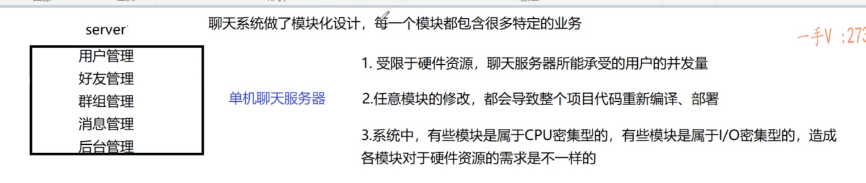 server
聊天系统做了模块化设计，每一个模块都包含很多特定的业务
一手V :273
用户管理
好友管理
群组管理
消息管理
后台管理
单机聊天服务器
1. 受限于硬件资源，聊天服务器所能承受的用户的并发量
2.任意模块的修改，都会导致整个项目代码重新编译、部署
3.系统中，有些模块是属于CPU密集型的，有些模块是属于I/O密集型的，造成
各模块对于硬件资源的需求是不一样的